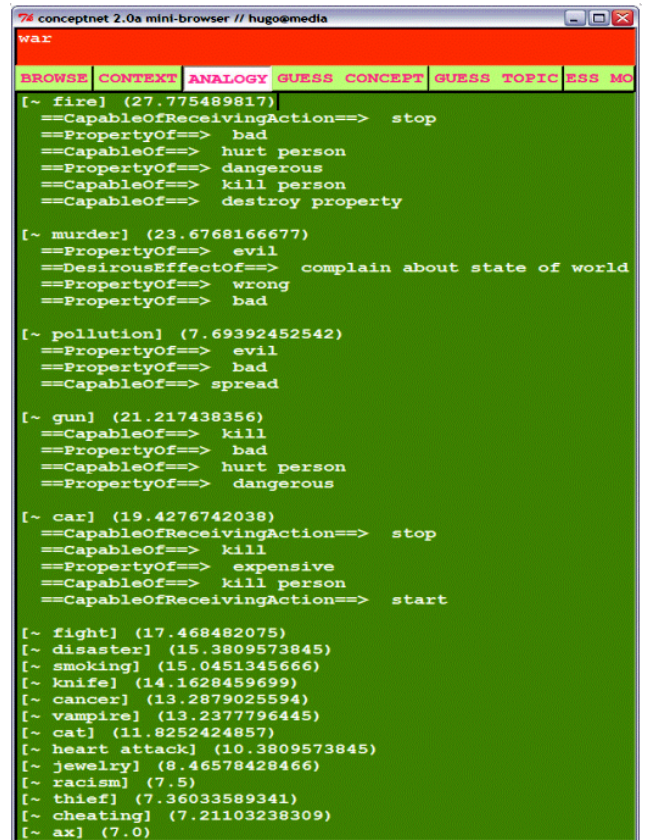 conceptnet 2.0a mini-browser // hugo@media
war
BROWSE CONTEXT ANALOGY GUESS CONCEPT GUESS TOPIC ESS MO
[~ fire] (27.775489817)
==CapableOfReceivingAction==> stop
==PropertyOf==> bad
==CapableOf==> hurt person
==PropertyOf==> dangerous
==CapableOf==> kill person
==CapableOf==> destroy property
[~ murder] (23.6768166677)
==PropertyOf==> evil
==DesirousEffectOf==> complain about state of world
==PropertyOf==> wrong
==PropertyOf==> bad
[~ pollution] (7.69392452542)
==PropertyOf==> evil
==PropertyOf==> bad
==CapableOf==> spread
[~ gun] (21.217438356)
==CapableOf==> kill
==PropertyOf==> bad
==CapableOf==> hurt person
==PropertyOf==> dangerous
[~ car] (19.4276742038)
==CapableOfReceivingAction==> stop
==CapableOf==> kill
==PropertyOf==> expensive
==CapableOf==> kill person
==CapableOfReceivingAction==> start
[~ fight] (17.468482075)
[~ disaster] (15.3809573845)
[~ smoking] (15.0451345666)
[~ knife] (14.1628459699)
[~ cancer] (13.2879025594)
[~ vampire] (13.2377796445)
[~ cat] (11.8252424857)
[~ heart attack] (10.3809573845)
[~ jewelry] (8.46578428466)
[~ racism] (7.5)
[~ thief] (7.36033589341)
[~ cheating] (7.21103238309)
[~ ax] (7.0)